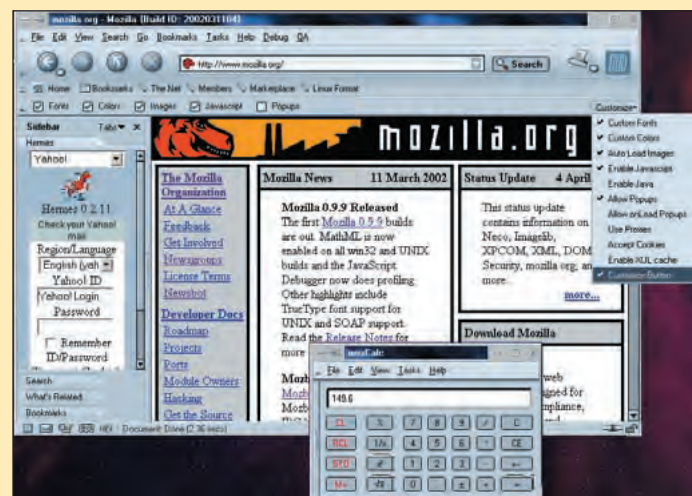 mozilla.org - Mozilla {Build ID: 2002031104}
File Edit View Search Go Bookmarks Tasks Help Debug QA
http://www.mozilla.org/
Search
Home Bookmarks The Net Members Marketplace Linux Format
Fonts Colors Images Javascript Popups
Customize
Custom Fonts
Custom Colors
Auto Load Images
Enable Javascript
Enable Java
Allow Popups
Allow onLoad Popups
Use Proxies
Accept Cookies
Enable XUL cache
Customize Button
Sidebar Tabs
Hermes
Yahoo!
Hermes 0.2.11
Check your Yahoo!
mail
Region/Language
English (yah
Yahoo! ID
Yahoo! Login
Password
Remember
ID/Password
Search
What's Related
Bookmarks
mozilla.org
The Mozilla
Organization
At A Glance
Feedback
Get Involved
Newsgroups
License Terms
Newsbot
Developer Docs
Roadmap
Projects
Ports
Module Owners
Hacking
Get the Source
Mozilla News 11 March 2002
Mozilla 0.9.9 Released
The first Mozilla 0.9.9 builds
are out. MathML is now
enabled on all win32 and UNIX
builds and the JavaScript
Debugger now does profiling.
Other highlights include
TrueType font support for
UNIX and SOAP support.
Read the Release Notes for
more
Status Update 4 April
This status update
contains information on
Neco, Imagelib,
XPCOM, XML, DOM
Security, mozilla.org, an
more.
more...
Download Mozilla
web
gned for
mpliance,
Document: Done (2.36 secs)
mozCalc
File Edit View Tasks Help
149.6
CL % 7 8 9 / C
RCL 1/x 4 5 6 * CE
STO 1 2 3 -
M+ 0 . ± +